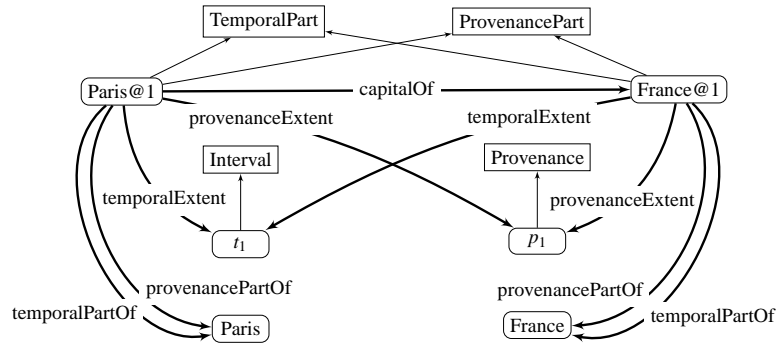 TemporalPart
ProvenancePart
Paris@1
capitalOf
France@1
provenanceExtent
temporalExtent
Interval
Provenance
temporalExtent
provenanceExtent
t1
p1
provenancePartOf
provenancePartOf
temporalPartOf
temporalPartOf
Paris
France